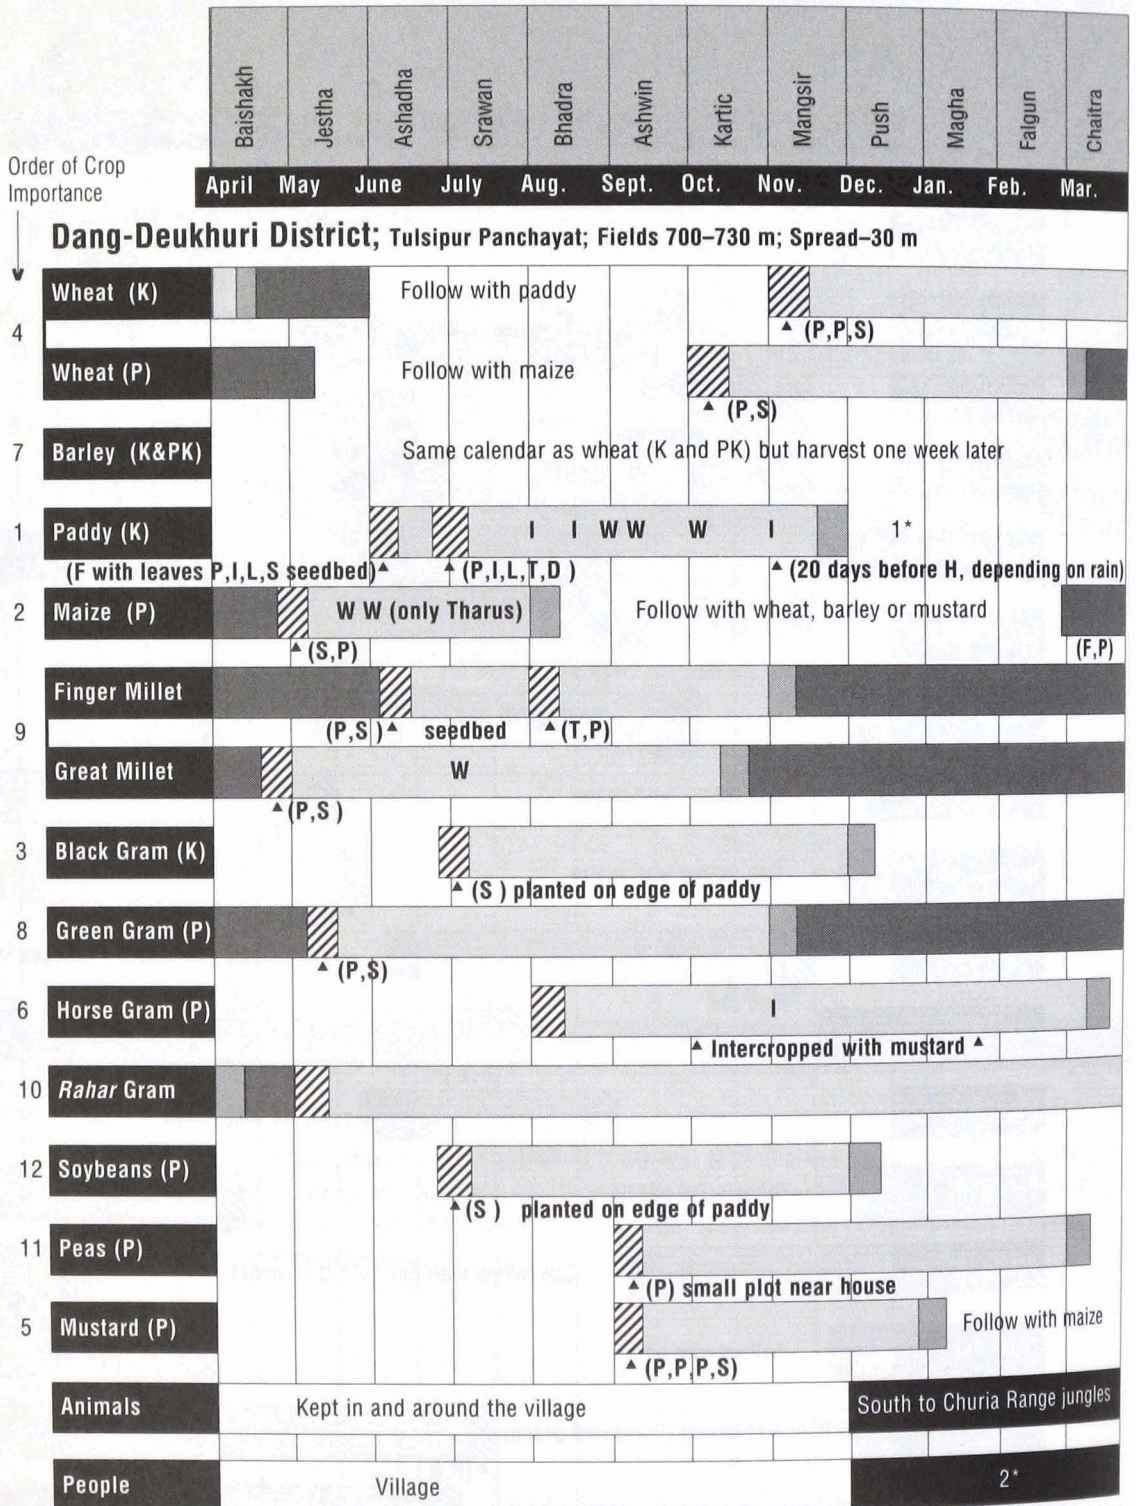 Baishakh Jestha Ashadha Srawan Bhadra Ashwin Kartic Mangsir Push Magha Falgun Chaitra
Order of Crop
Importance
April May June July Aug. Sept. Oct. Nov. Dec. Jan. Feb. Mar.
Dang-Deukhuri District; Tulsipur Panchayat; Fields 700–730 m; Spread–30 m
Wheat (K) Follow with paddy
4 (P,P,S)
Wheat (P) Follow with maize
(P,S)
7 Barley (K&PK) Same calendar as wheat (K and PK) but harvest one week later
1 Paddy (K) I I W W W I 1*
(F with leaves P,I,L,S seedbed) (P,I,L,T,D ) (20 days before H, depending on rain)
2 Maize (P) W W (only Tharus) Follow with wheat, barley or mustard
(S,P) (F,P)
Finger Millet
9 (P,S ) seedbed (T,P)
Great Millet W
(P,S )
3 Black Gram (K)
(S ) planted on edge of paddy
8 Green Gram (P)
(P,S)
6 Horse Gram (P) I
Intercropped with mustard
10 Rahar Gram
12 Soybeans (P)
(S ) planted on edge of paddy
11 Peas (P)
(P) small plot near house
5 Mustard (P) Follow with maize
(P,P,P,S)
Animals Kept in and around the village South to Churia Range jungles
People Village 2*